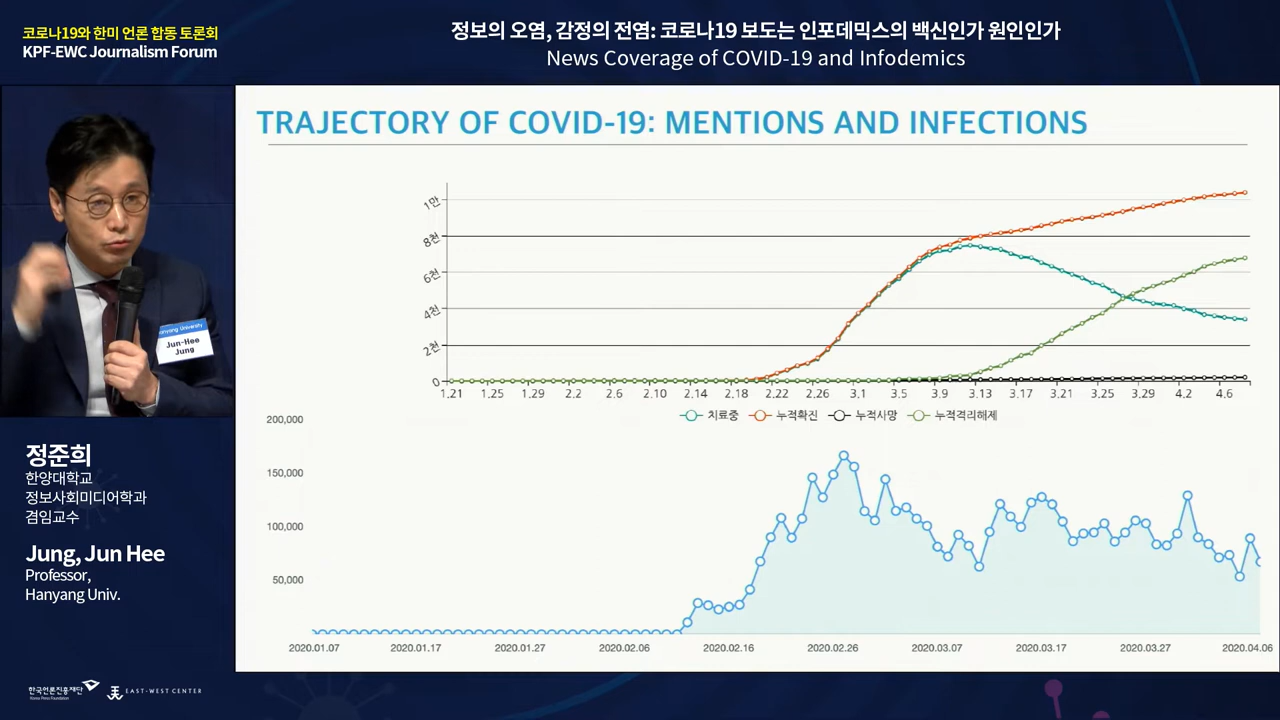 코로나19와 한미 언론 합동 토론회
KPF-EWC Journalism Forum
정보의 오염, 감정의 전염: 코로나19 보도는 인포데믹스의 백신인가 원인인가
News Coverage of COVID-19 and Infodemics
TRAJECTORY OF COVID-19: MENTIONS AND INFECTIONS
1만
8천
6천
4천
2천
0
1.21 1.25 1.29 2.2 2.6 2.10 2.14 2.18 2.22 2.26 3.1 3.5 3.9 3.13 3.17 3.21 3.25 3.29 4.2 4.6
치료중 누적확진 누적사망 누적격리해제
200,000
150,000
100,000
50,000
2020.01.07 2020.01.17 2020.01.27 2020.02.06 2020.02.16 2020.02.26 2020.03.07 2020.03.17 2020.03.27 2020.04.06
anyang University
Jun-Hee
Jung
정준희
한양대학교
정보사회미디어학과
겸임교수
Jung, Jun Hee
Professor,
Hanyang Univ.
한국언론진흥재단
Korea Press Foundation
EAST-WEST CENTER